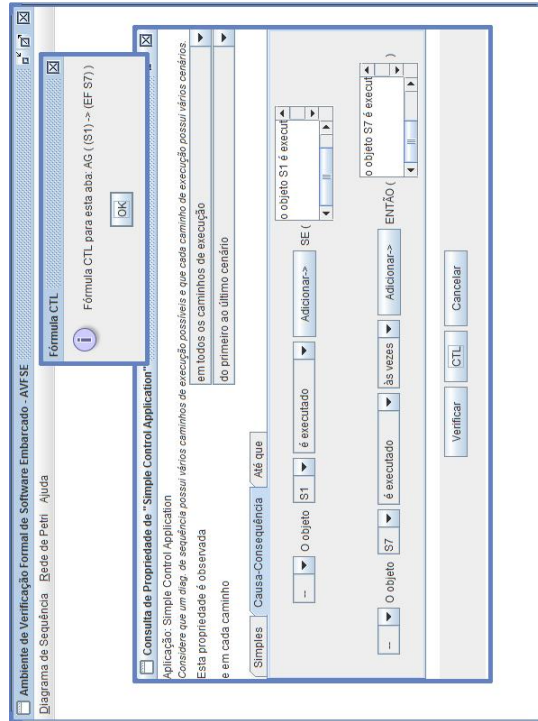 Ambiente de Verificação Formal de Software Embarcado - AVFSE
Diagrama de Sequência Rede de Petri Ajuda
Fórmula CTL
Fórmula CTL para esta aba: AG ( (S1) -> (EF S7) )
OK
Consulta de Propriedade de "Simple Control Application"
Aplicação: Simple Control Application
Considere que um diag. de sequência possui vários caminhos de execução possíveis e que cada caminho de execução possui vários cenários.
Esta propriedade é observada em todos os caminhos de execução
e em cada caminho do primeiro ao último cenário
Simples Causa-Consequência Até que
-- O objeto S1 é executado Adicionar-> SE ( o objeto S1 é execut
-- O objeto S7 é executado às vezes Adicionar-> ENTÃO ( o objeto S7 é execut )
Verificar CTL Cancelar